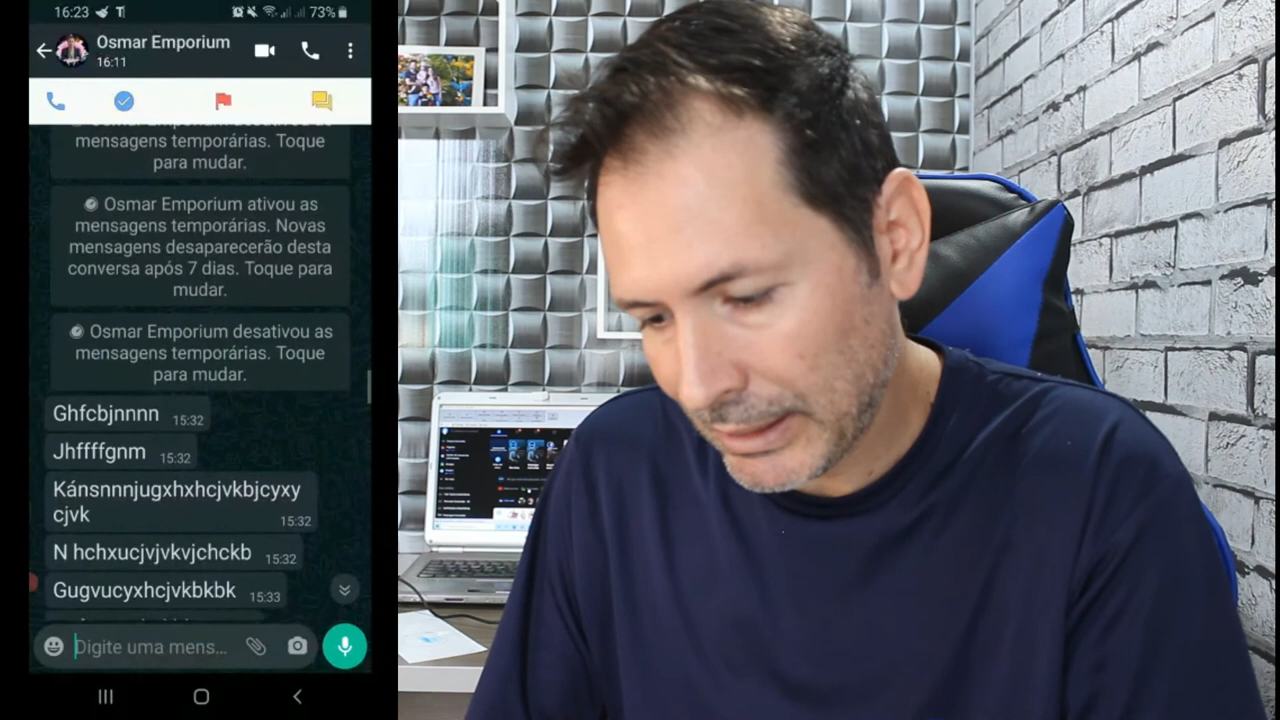 16:23 73%
Osmar Emporium
16:11
mensagens temporárias. Toque
para mudar.
Osmar Emporium ativou as
mensagens temporárias. Novas
mensagens desaparecerão desta
conversa após 7 dias. Toque para
mudar.
Osmar Emporium desativou as
mensagens temporárias. Toque
para mudar.
Ghfcbjnnnn 15:32
Jhffffgnm 15:32
Kánsnnnjugxhxhcjvkbjcyxy
cjvk 15:32
N hchxucjvjvkvjchckb 15:32
Gugvucyxhcjvkbkbk 15:33
Digite uma mens...